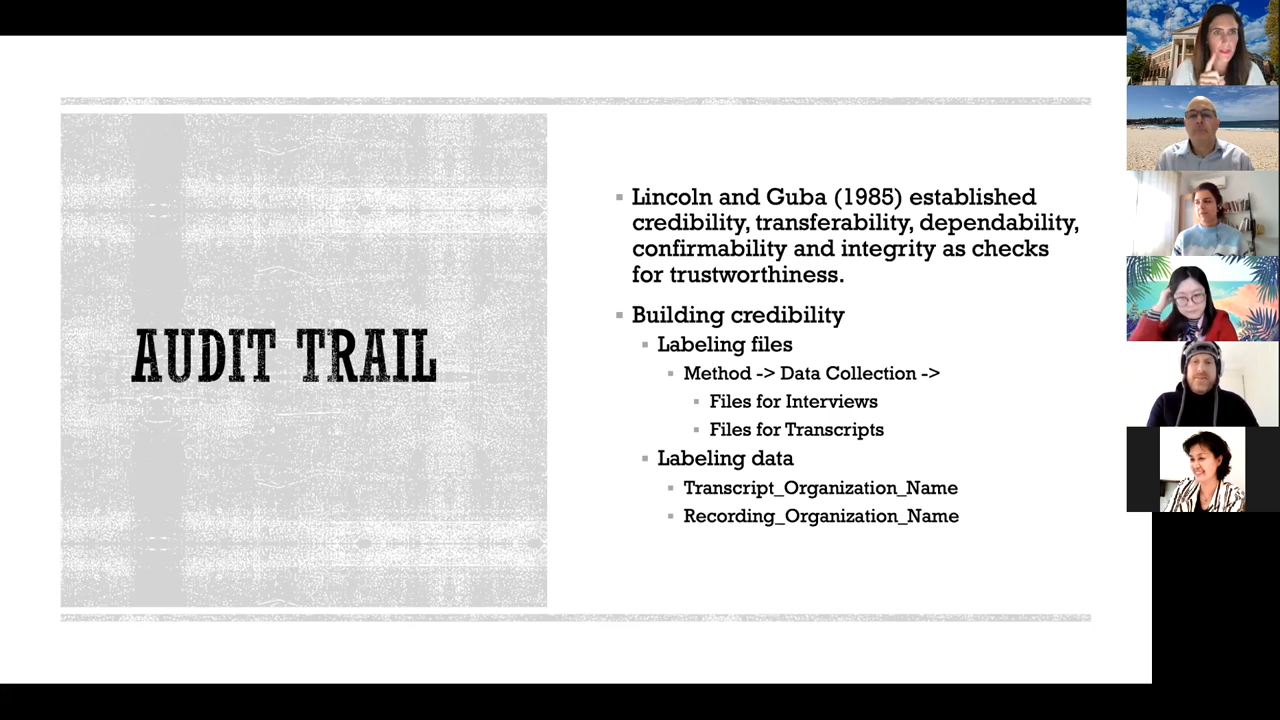 AUDIT TRAIL
▪ Lincoln and Guba (1985) established
credibility, transferability, dependability,
confirmability and integrity as checks
for trustworthiness.
▪ Building credibility
▪ Labeling files
▪ Method -> Data Collection ->
▪ Files for Interviews
▪ Files for Transcripts
▪ Labeling data
▪ Transcript_Organization_Name
▪ Recording_Organization_Name